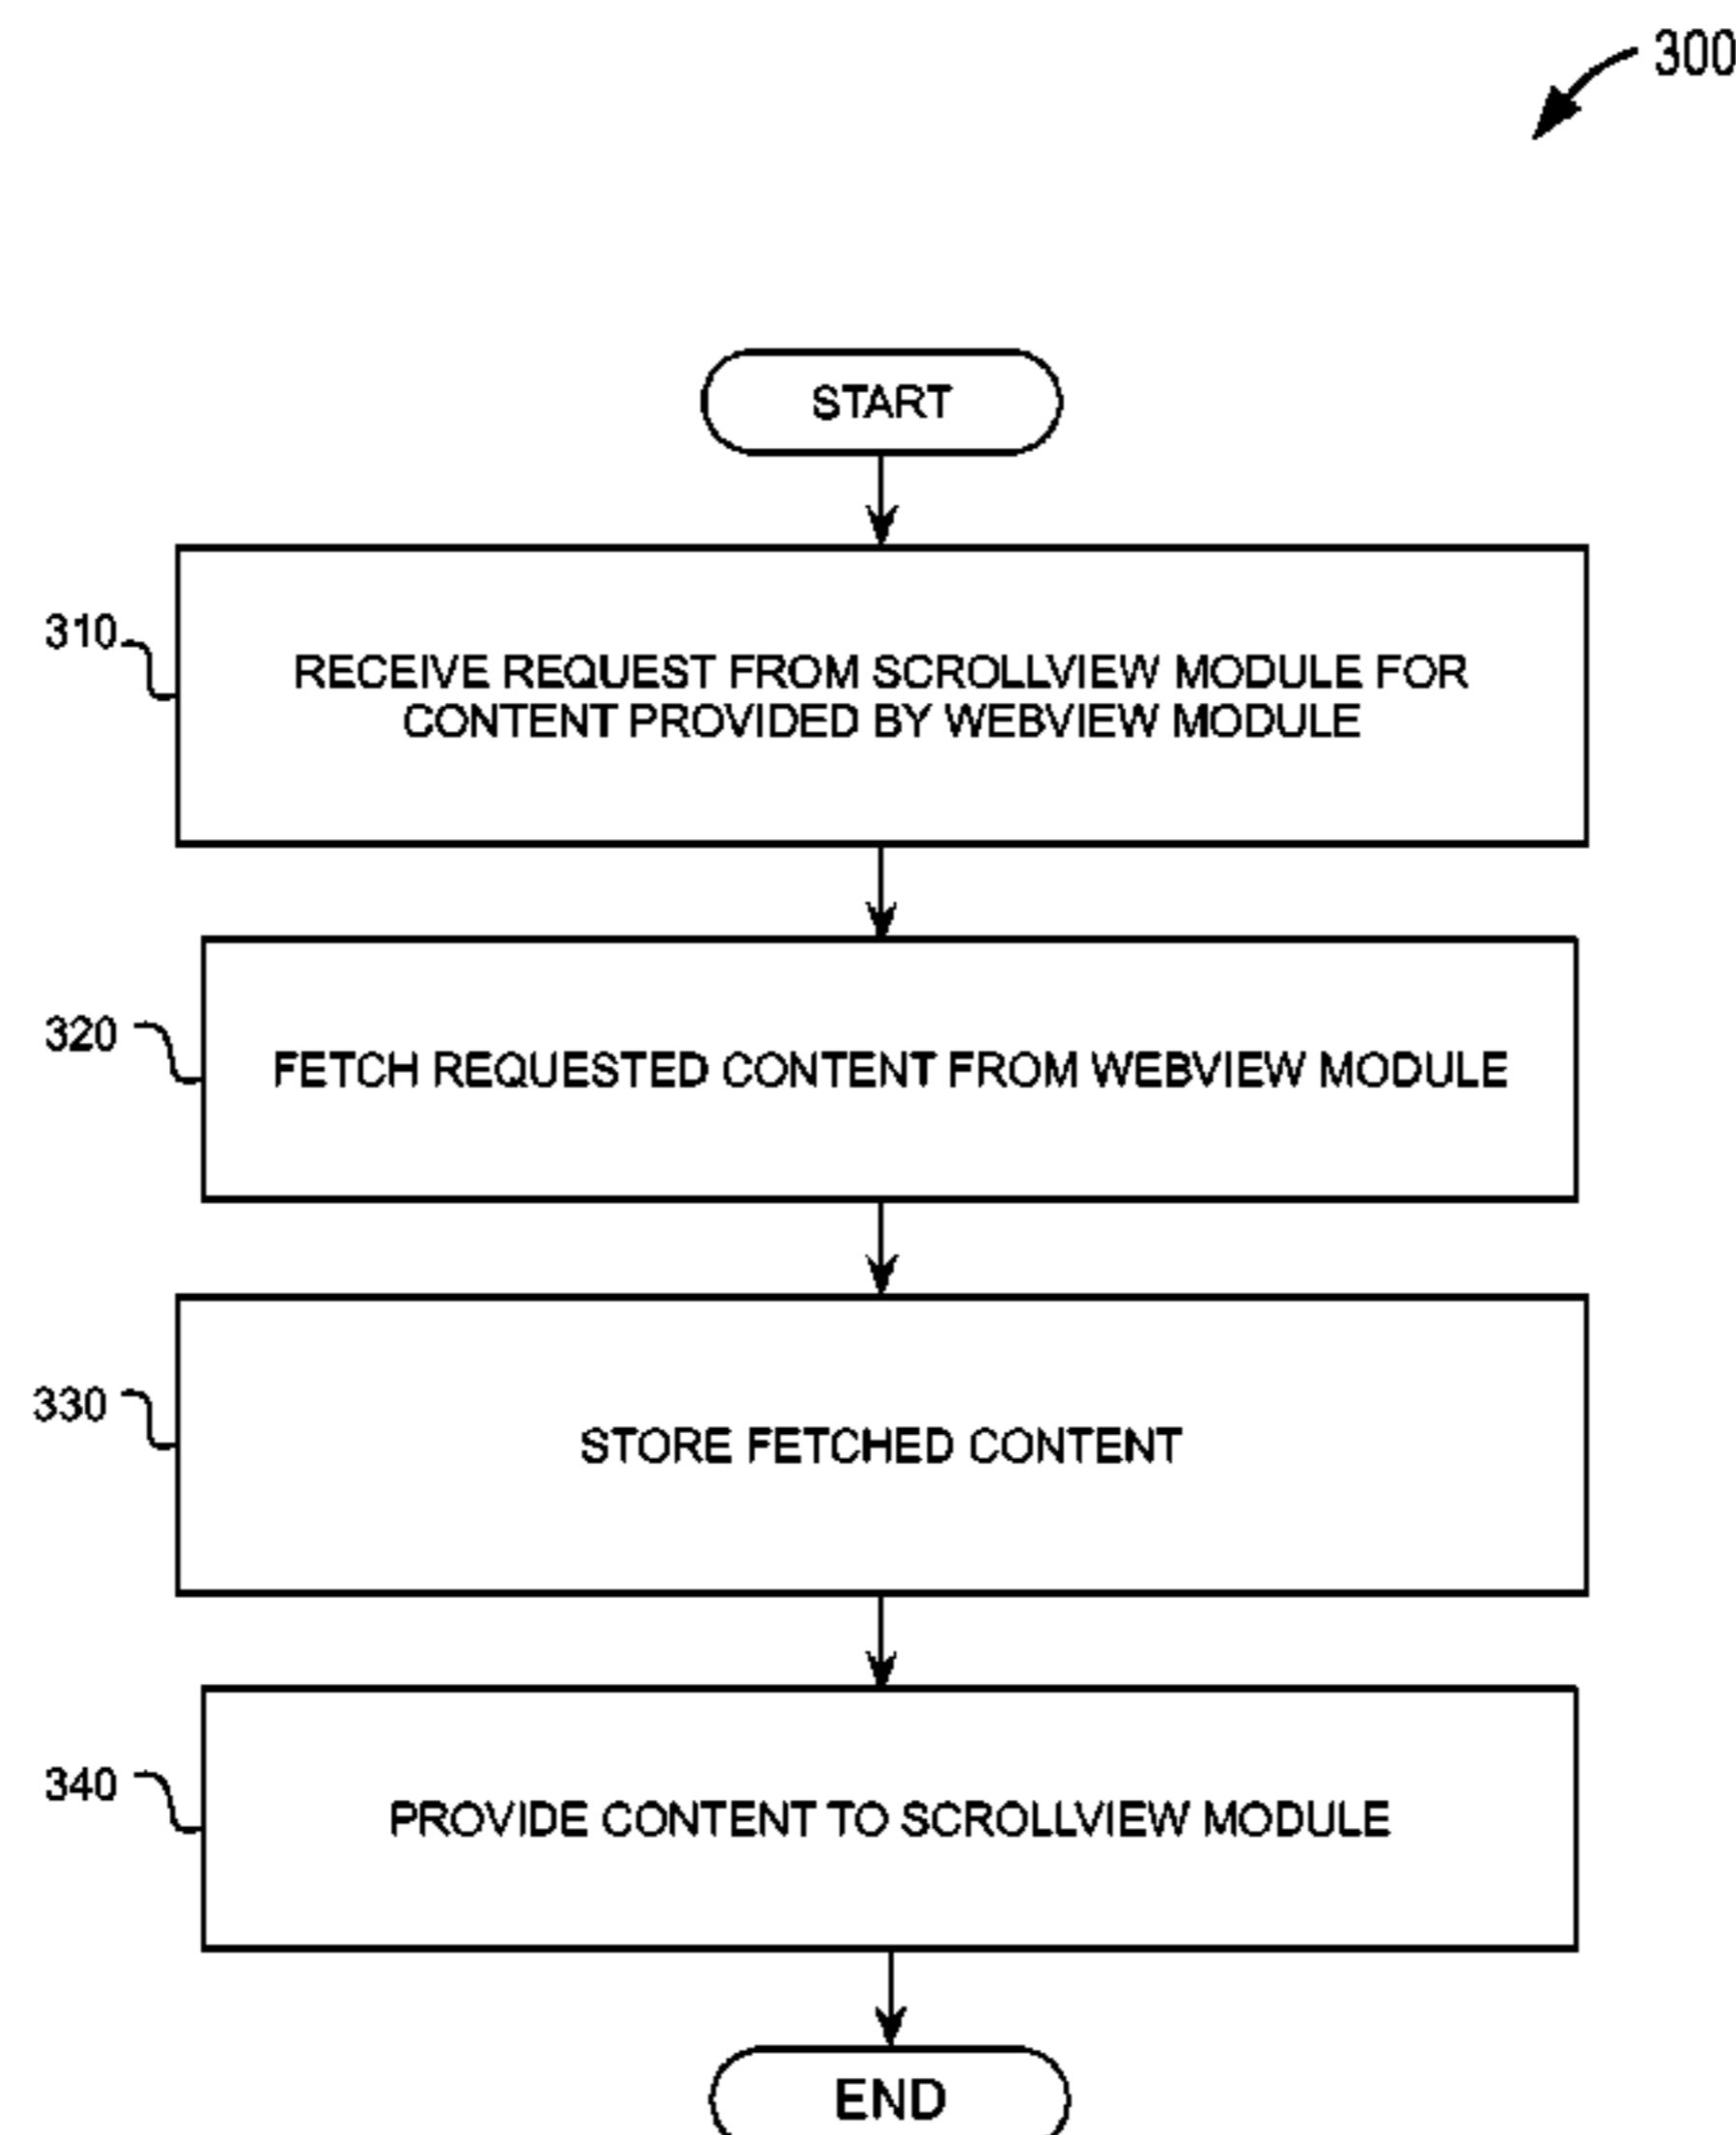 300
START
310
RECEIVE REQUEST FROM SCROLLVIEW MODULE FOR
CONTENT PROVIDED BY WEBVIEW MODULE
320
FETCH REQUESTED CONTENT FROM WEBVIEW MODULE
330
STORE FETCHED CONTENT
340
PROVIDE CONTENT TO SCROLLVIEW MODULE
END